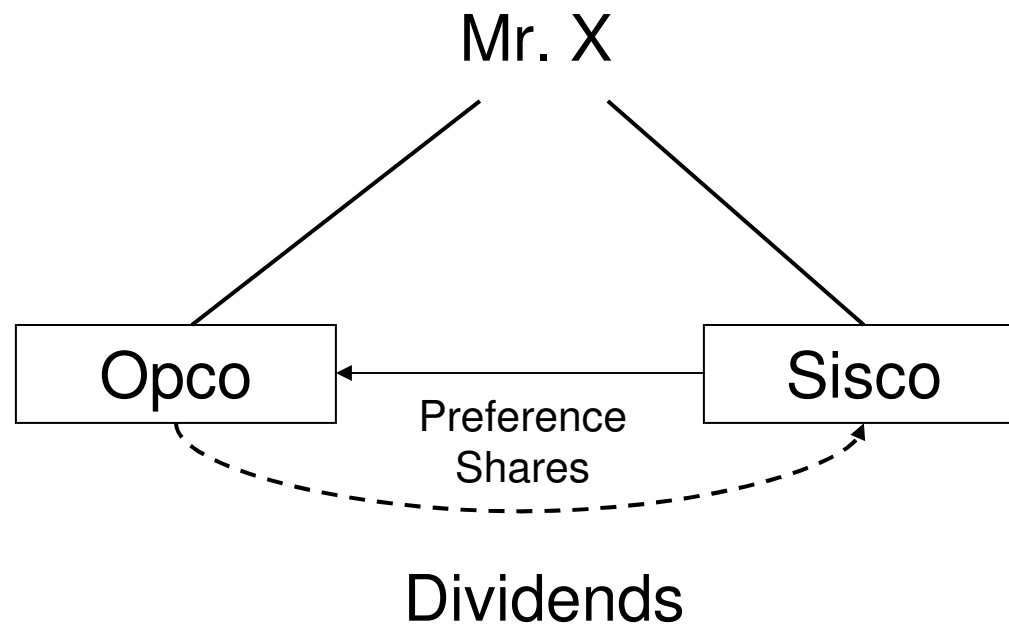 Mr. X
Opco
Sisco
Preference
Shares
Dividends